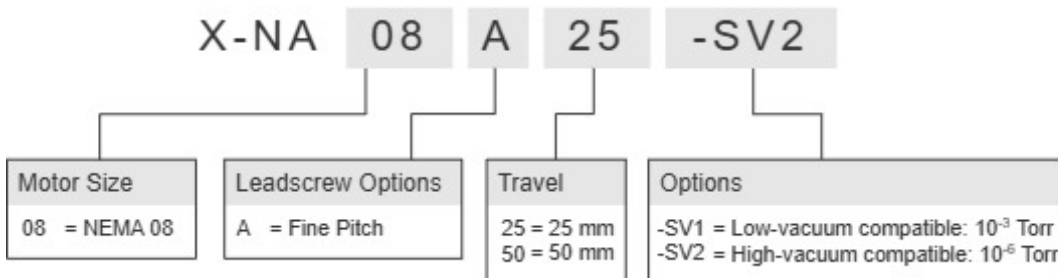 X-NA 08 A 25 -SV2
Motor Size
08 = NEMA 08
Leadscrew Options
A = Fine Pitch
Travel
25 = 25 mm
50 = 50 mm
Options
-SV1 = Low-vacuum compatible: 10⁻³ Torr
-SV2 = High-vacuum compatible: 10⁻⁶ Torr